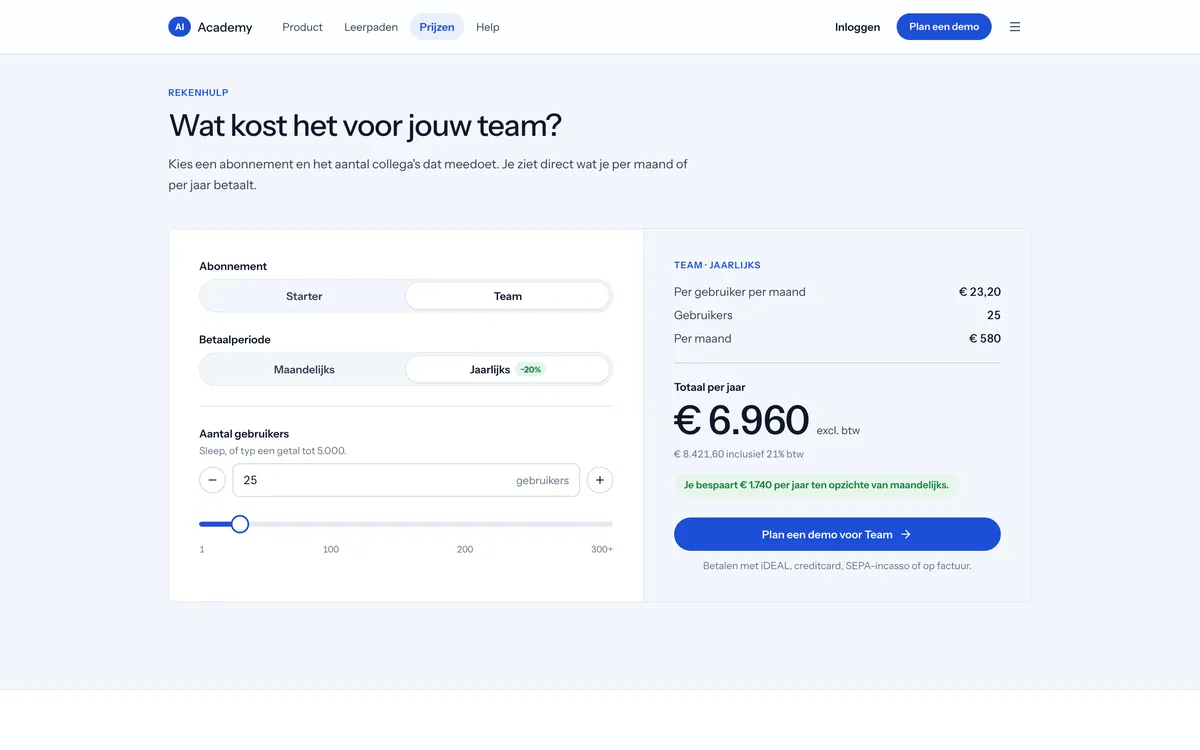 AI Academy Product Leerpaden Prijzen Help Inloggen Plan een demo
REKENHULP
Wat kost het voor jouw team?
Kies een abonnement en het aantal collega's dat meedoet. Je ziet direct wat je per maand of
per jaar betaalt.
Abonnement
Starter Team
Betaalperiode
Maandelijks Jaarlijks -20%
Aantal gebruikers
Sleep, of typ een getal tot 5.000.
− 25 gebruikers +
1 100 200 300+
TEAM · JAARLIJKS
Per gebruiker per maand € 23,20
Gebruikers 25
Per maand € 580
Totaal per jaar
€ 6.960 excl. btw
€ 8.421,60 inclusief 21% btw
Je bespaart € 1.740 per jaar ten opzichte van maandelijks.
Plan een demo voor Team →
Betalen met iDEAL, creditcard, SEPA-incasso of op factuur.